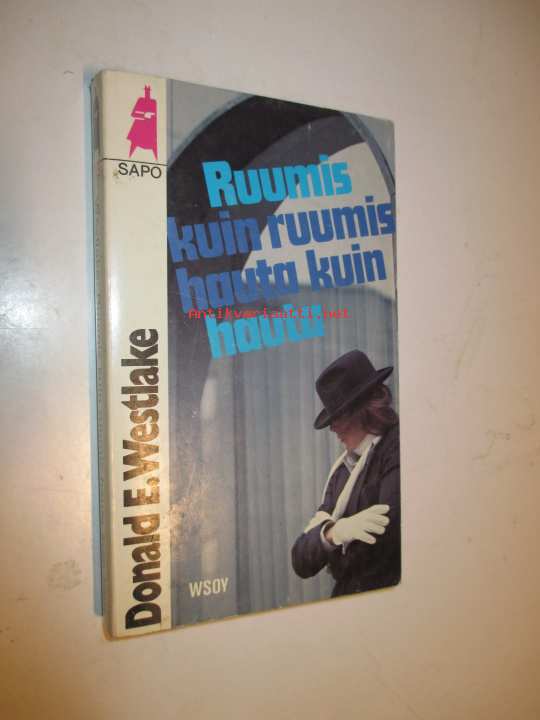 SAPO
Ruumis
kuin ruumis
hauta kuin
hauta
Antikvariaatti.net
Donald E. Westlake
WSOY